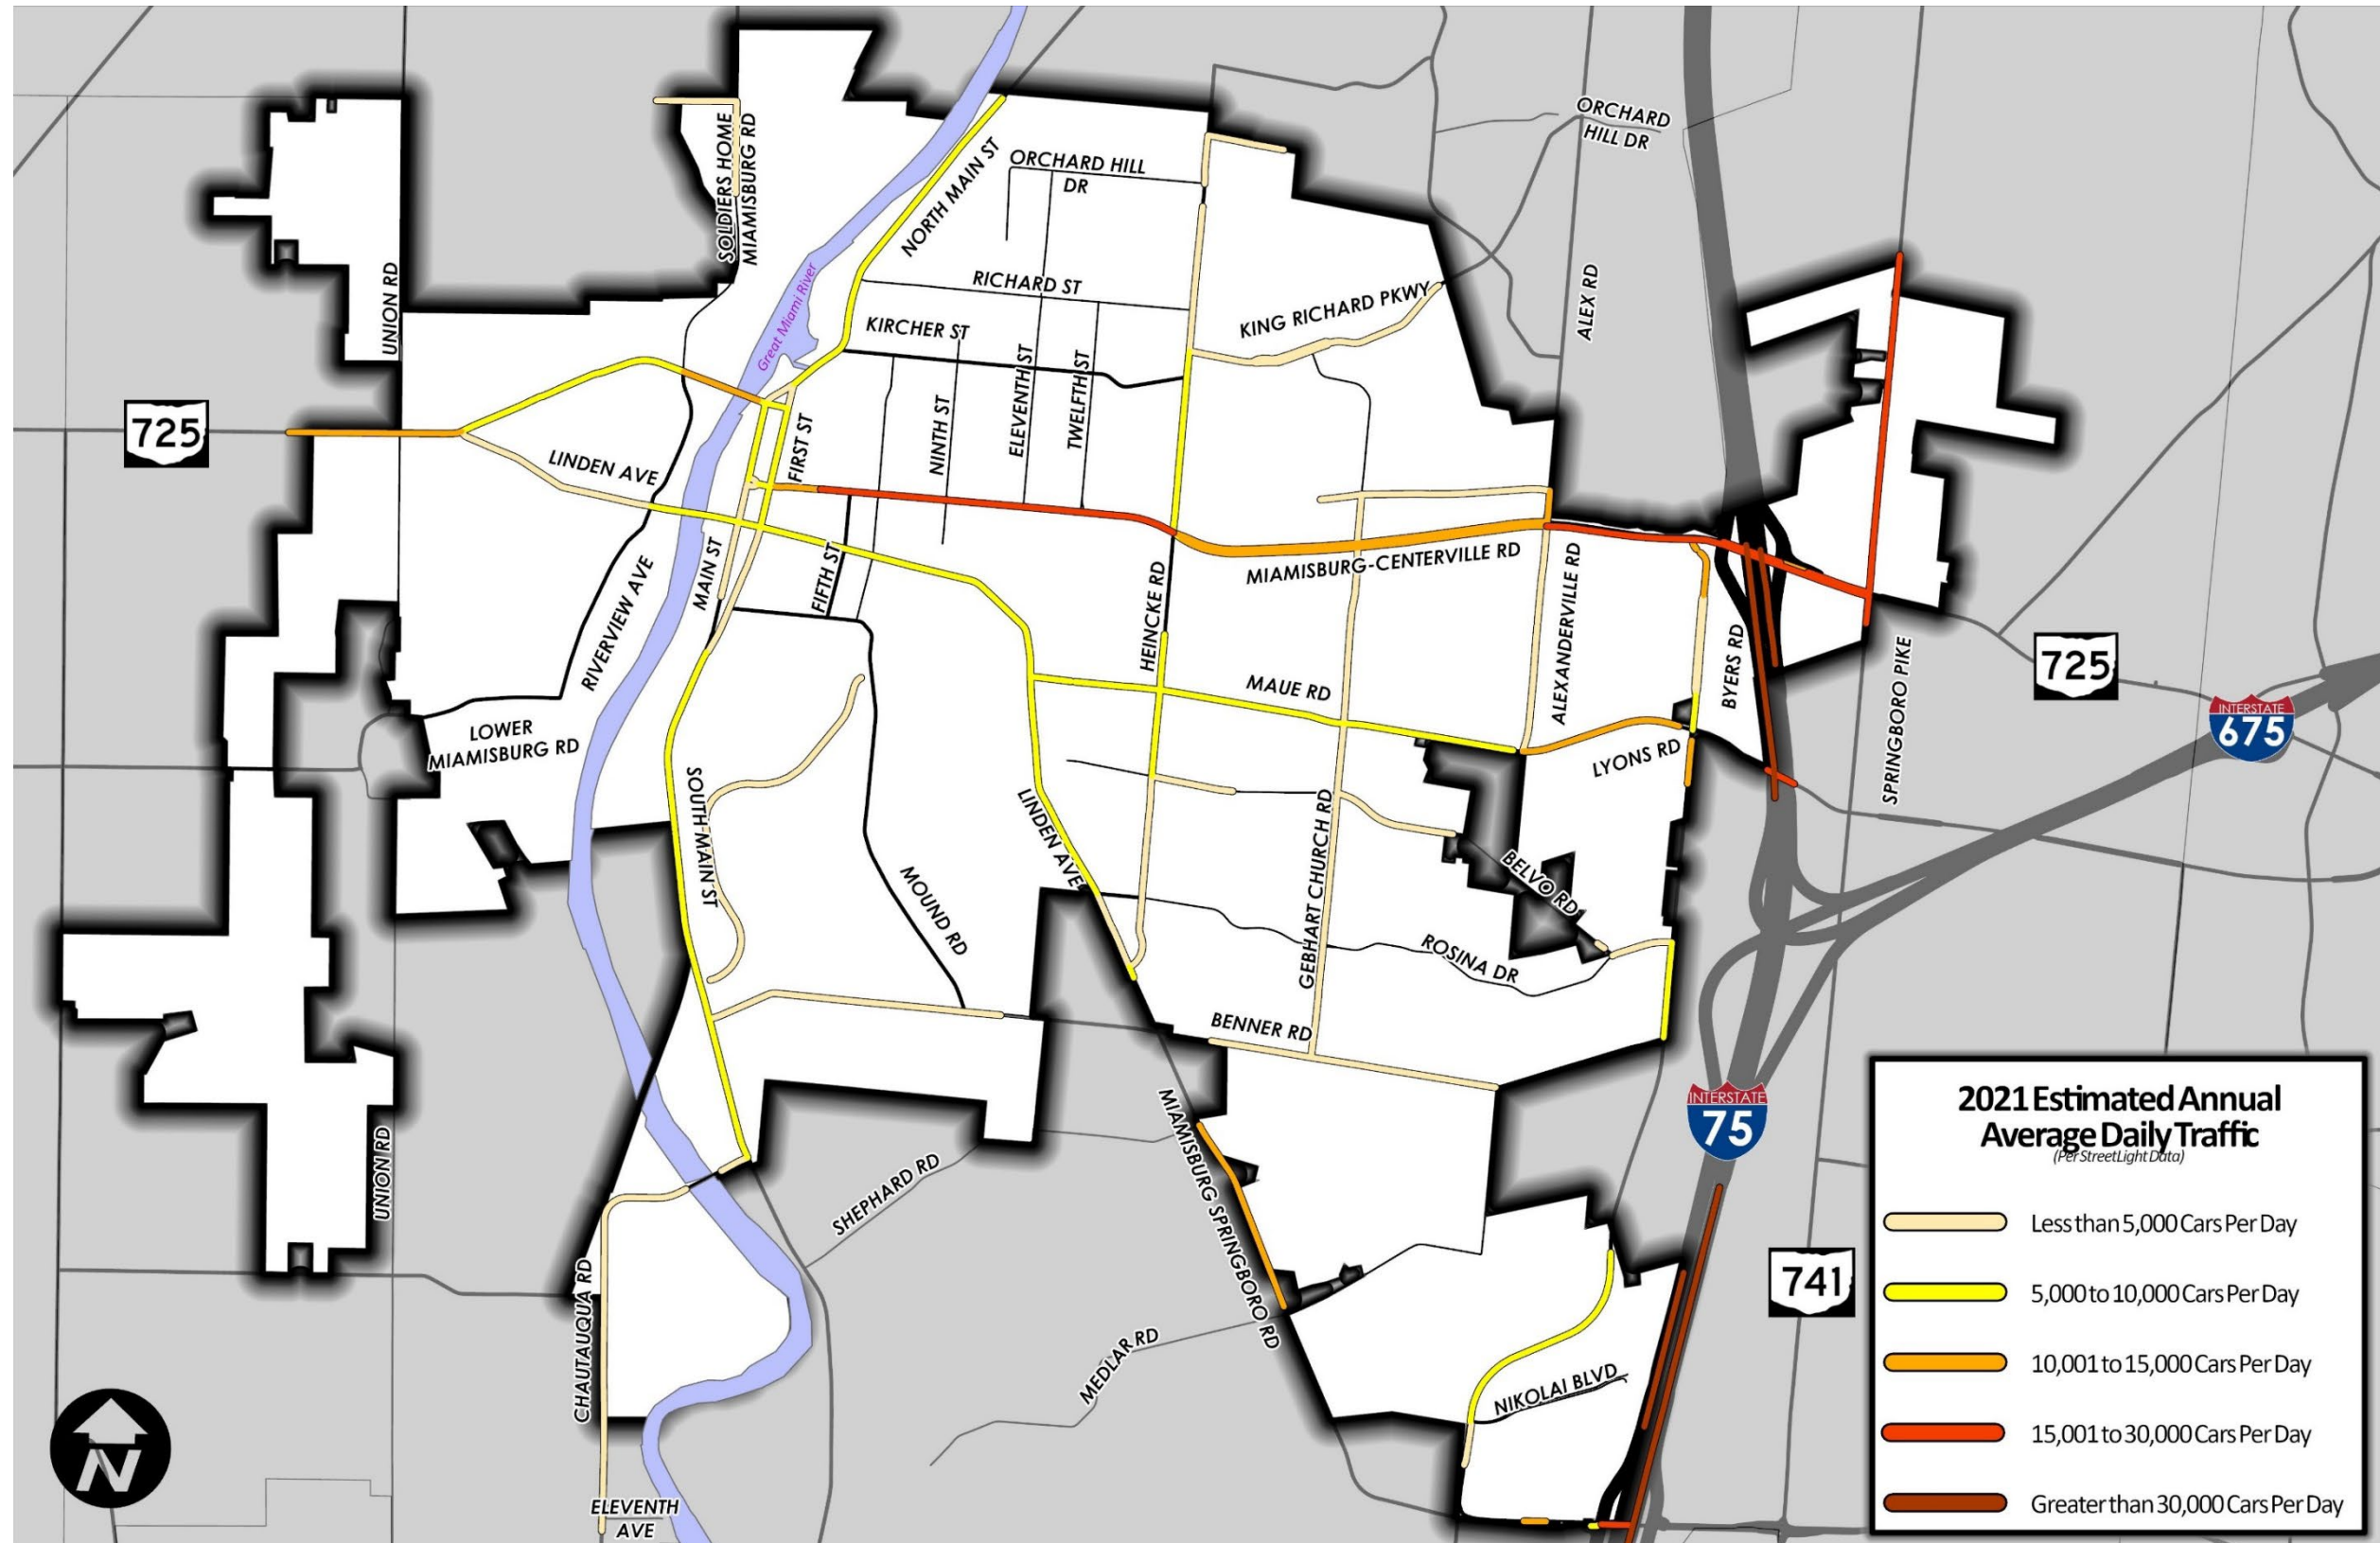 ORCHARD
HILL DR
SOLDIERS HOME
MIAMISBURG RD
NORTH MAIN ST
ORCHARD HILL
DR
UNION RD
Great Miami River
RICHARD ST
KING RICHARD PKWY
ALEX RD
KIRCHER ST
725
LINDEN AVE
FIRST ST
NINTH ST
ELEVENTH ST
TWELFTH ST
MIAMISBURG-CENTERVILLE RD
MAIN ST
FIFTH ST
RIVERVIEW AVE
HEINCKE RD
ALEXANDERVILLE RD
BYERS RD
SPRINGBORO PIKE
725
MAUE RD
LOWER
MIAMISBURG RD
LYONS RD
INTERSTATE
675
SOUTH MAIN ST
LINDEN AVE
GEBHART CHURCH RD
BELVO RD
MOUND RD
ROSINA DR
BENNER RD
INTERSTATE
75
UNION RD
SHEPHARD RD
MIAMISBURG SPRINGBORO RD
CHAUTAUQUA RD
MEDLAR RD
NIKOLAI BLVD
741
ELEVENTH
AVE
N
2021 Estimated Annual
Average Daily Traffic
(Per StreetLight Data)
Less than 5,000 Cars Per Day
5,000 to 10,000 Cars Per Day
10,001 to 15,000 Cars Per Day
15,001 to 30,000 Cars Per Day
Greater than 30,000 Cars Per Day